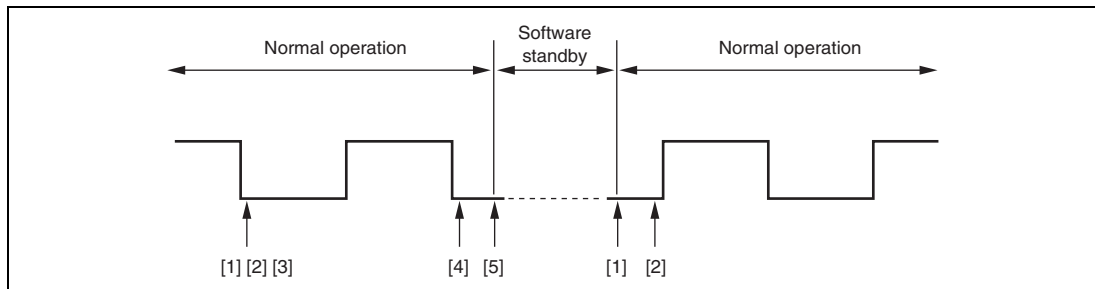 Normal operation
Software
standby
Normal operation
[1] [2] [3]
[4]
[5]
[1]
[2]